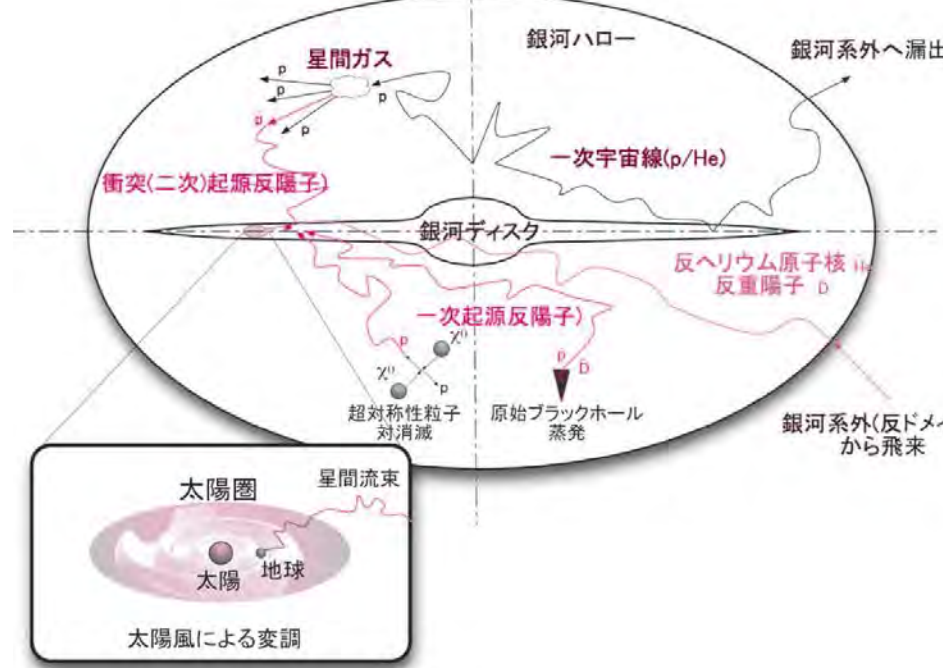 銀河ハロー
銀河系外へ漏出
星間ガス
p
p
p
p̄
p
一次宇宙線(p/He)
衝突(二次)起源反陽子)
銀河ディスク
反ヘリウム原子核 H̄e
反重陽子 D̄
一次起源反陽子)
p̄
χ⁰
χ⁰
p
p̄
D̄
超対称性粒子
対消滅
原始ブラックホール
蒸発
銀河系外(反ドメイ
から飛来
星間流束
太陽圏
太陽
地球
太陽風による変調